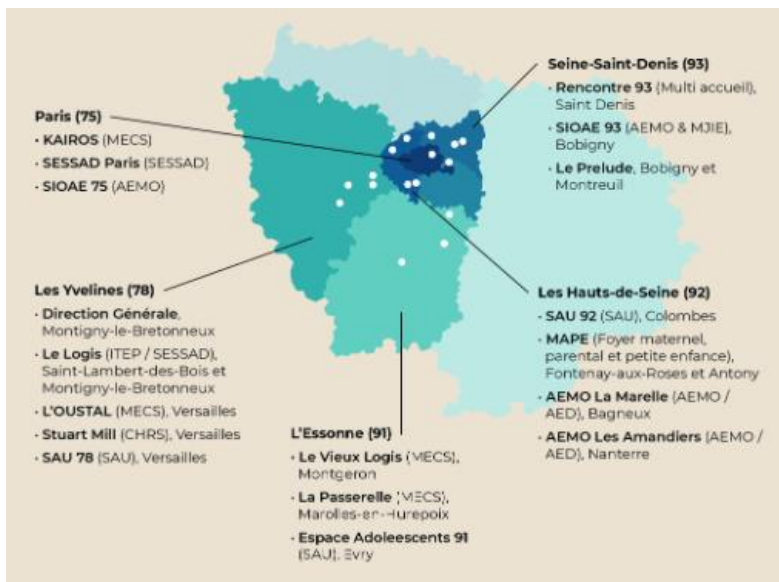 Paris (75)
· KAIROS (MECS)
· SESSAD Paris (SESSAD)
· SIOAE 75 (AEMO)
Seine-Saint-Denis (93)
· Rencontre 93 (Multi accueil),
Saint Denis
· SIOAE 93 (AEMO & MJIE),
Bobigny
· Le Prelude, Bobigny et
Montreuil
Les Yvelines (78)
· Direction Générale,
Montigny-le-Bretonneux
· Le Logis (ITEP / SESSAD),
Saint-Lambert-des-Bois et
Montigny-le-Bretonneux
· L'OUSTAL (MECS), Versailles
· Stuart Mill (CHRS), Versailles
· SAU 78 (SAU), Versailles
L'Essonne (91)
· Le Vieux Logis (MECS),
Montgeron
· La Passerelle (MECS),
Marolles-en-Hurepoix
· Espace Adoleescents 91
(SAU), Evry
Les Hauts-de-Seine (92)
· SAU 92 (SAU), Colombes
· MAPE (Foyer maternel,
parental et petite enfance),
Fontenay-aux-Roses et Antony
· AEMO La Marelle (AEMO /
AED), Bagneux
· AEMO Les Amandiers (AEMO /
AED), Nanterre